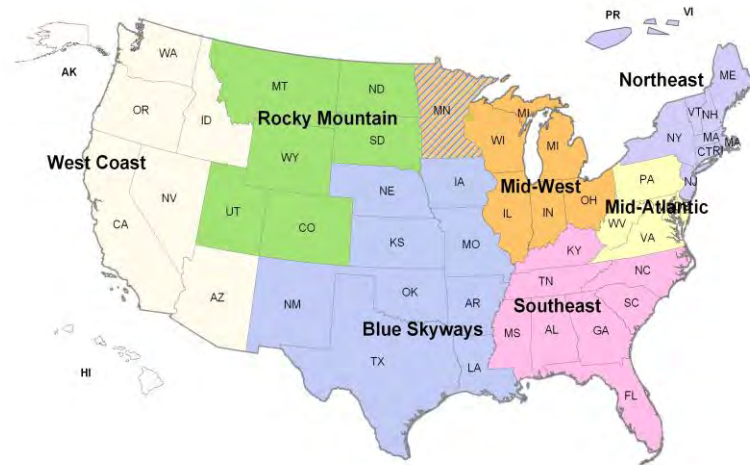 PR
VI
WA
AK
MT
ND
MN
Northeast
ME
VT
NH
OR
ID
Rocky Mountain
SD
WI
MI
MI
NY
MA
MA
CT
RI
West Coast
WY
NE
IA
Mid-West
PA
NJ
NV
UT
CO
IL
IN
OH
Mid-Atlantic
WV
VA
CA
KS
MO
KY
AZ
NM
OK
AR
TN
NC
Southeast
SC
Blue Skyways
MS
AL
GA
TX
LA
HI
FL